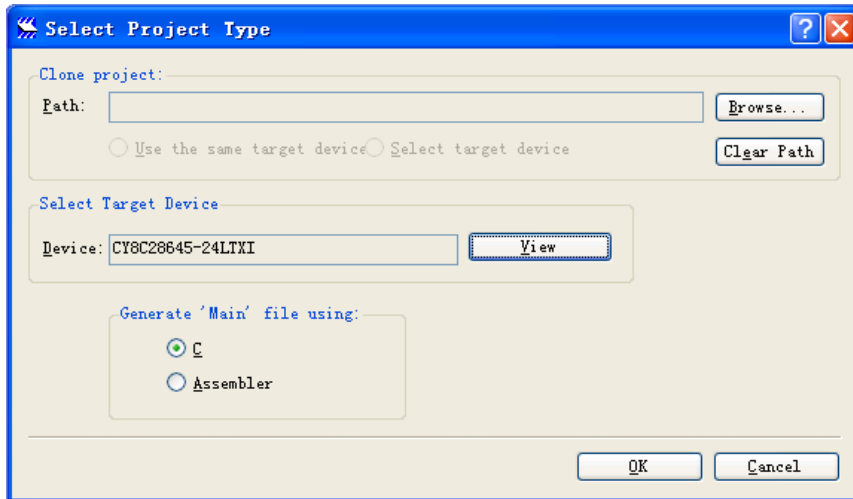 Select Project Type
Clone project:
Path:
Browse...
Use the same target device Select target device
Clear Path
Select Target Device
Device: CY8C28645-24LTXI
View
Generate 'Main' file using:
C
Assembler
OK Cancel